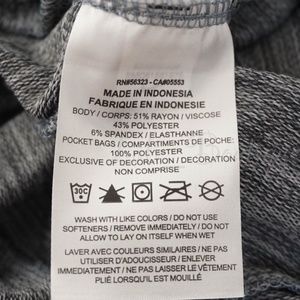 RN#56323 - CA#05553
MADE IN INDONESIA
FABRIQUE EN INDONESIE
BODY / CORPS: 51% RAYON / VISCOSE
43% POLYESTER
6% SPANDEX / ELASTHANNE
POCKET BAGS / COMPARTIMENTS DE POCHE:
100% POLYESTER
EXCLUSIVE OF DECORATION / DECORATION
NON COMPRISE
30C
WASH WITH LIKE COLORS / DO NOT USE
SOFTENERS / REMOVE IMMEDIATELY / DO NOT
ALLOW TO LAY ON ITSELF WHEN WET
LAVER AVEC COULEURS SIMILAIRES / NE PAS
UTILISER D'ADOUCISSEUR / ENLEVER
IMMEDIATEMENT / NE PAS LAISSER LE VÊTEMENT
PLIÉ LORSQU'IL EST MOUILLÉ